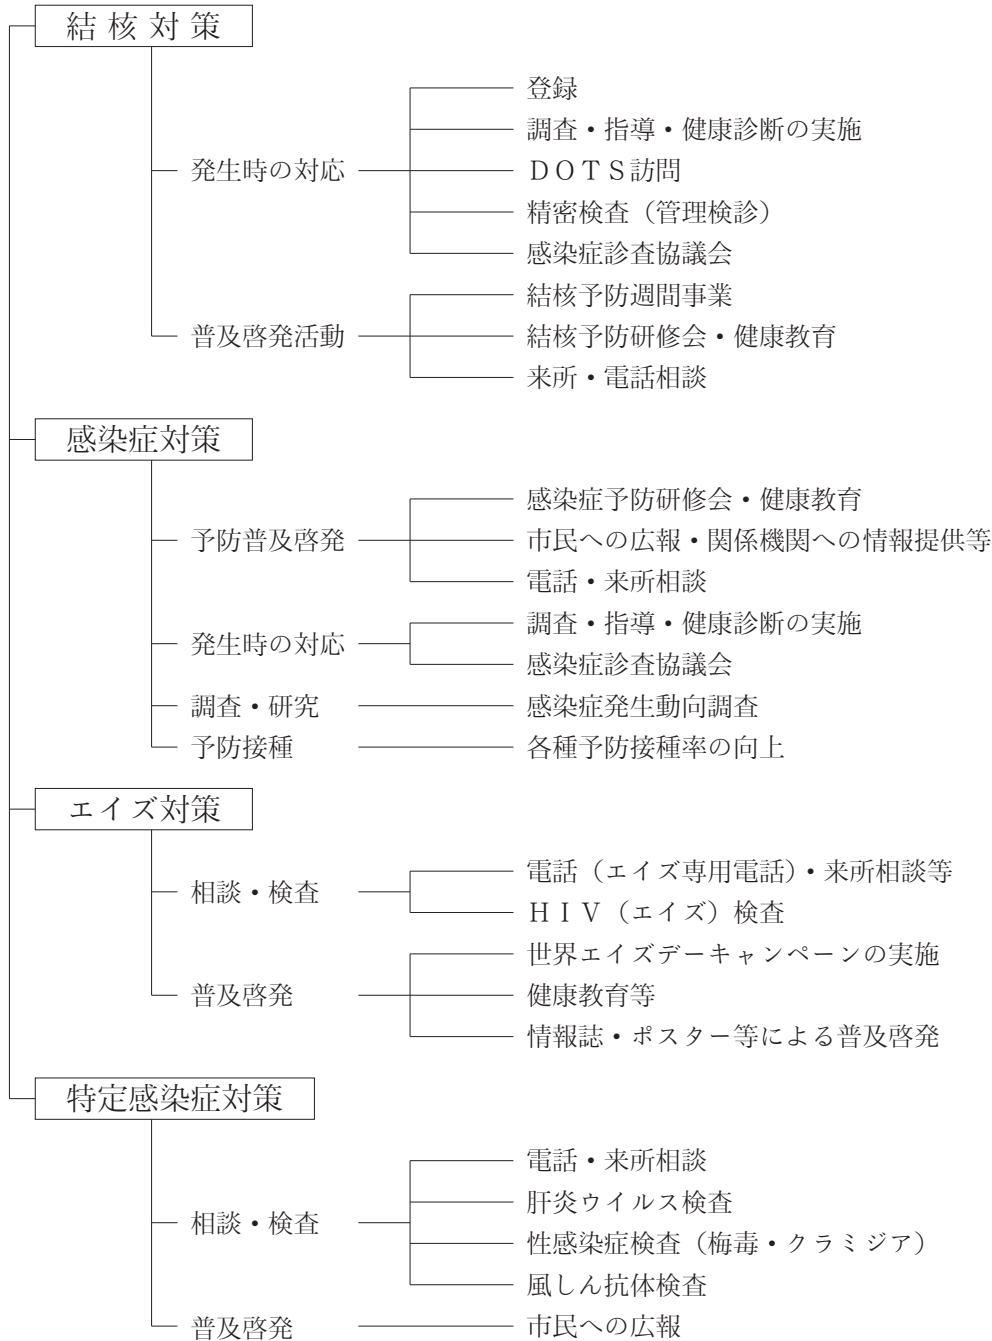 結核対策
登録
調査・指導・健康診断の実施
発生時の対応
ＤＯＴＳ訪問
精密検査（管理検診）
感染症診査協議会
結核予防週間事業
普及啓発活動
結核予防研修会・健康教育
来所・電話相談
感染症対策
感染症予防研修会・健康教育
予防普及啓発
市民への広報・関係機関への情報提供等
電話・来所相談
発生時の対応
調査・指導・健康診断の実施
感染症診査協議会
調査・研究
感染症発生動向調査
予防接種
各種予防接種率の向上
エイズ対策
相談・検査
電話（エイズ専用電話）・来所相談等
ＨＩＶ（エイズ）検査
世界エイズデーキャンペーンの実施
普及啓発
健康教育等
情報誌・ポスター等による普及啓発
特定感染症対策
電話・来所相談
肝炎ウイルス検査
相談・検査
性感染症検査（梅毒・クラミジア）
風しん抗体検査
普及啓発
市民への広報